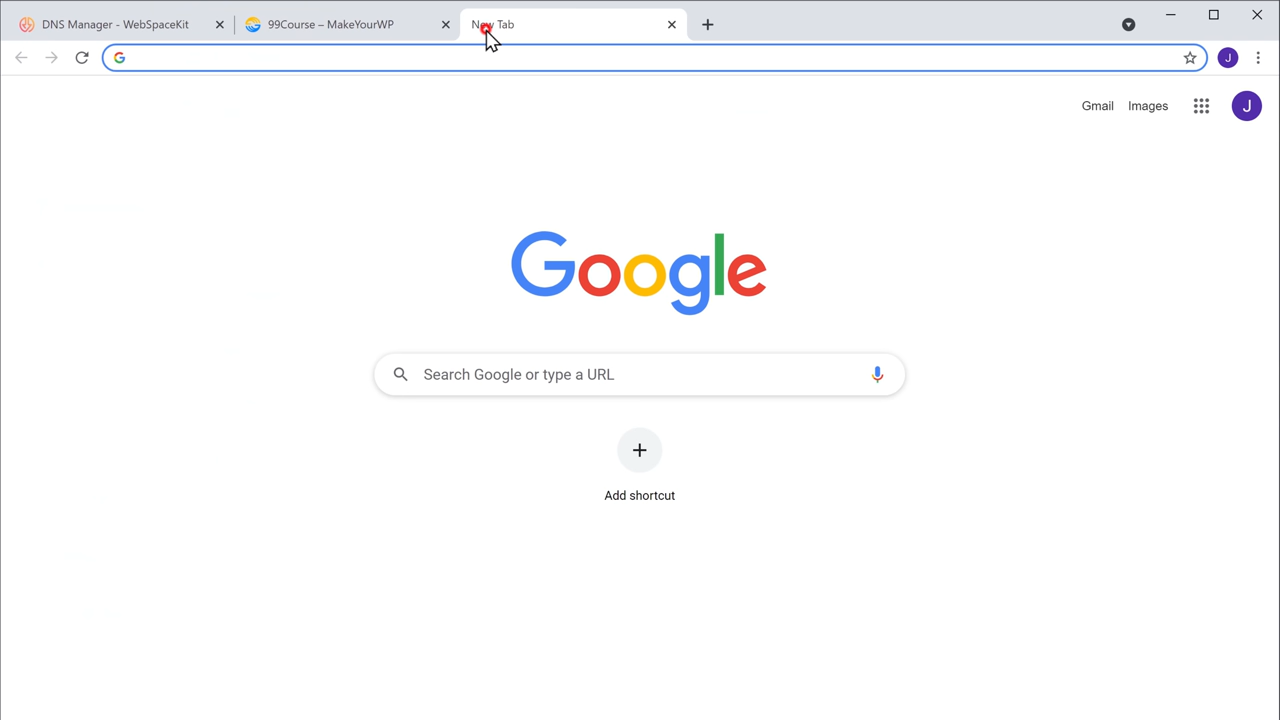 DNS Manager - WebSpaceKit
99Course – MakeYourWP
New Tab
J
Gmail
Images
J
Google
Search Google or type a URL
Add shortcut